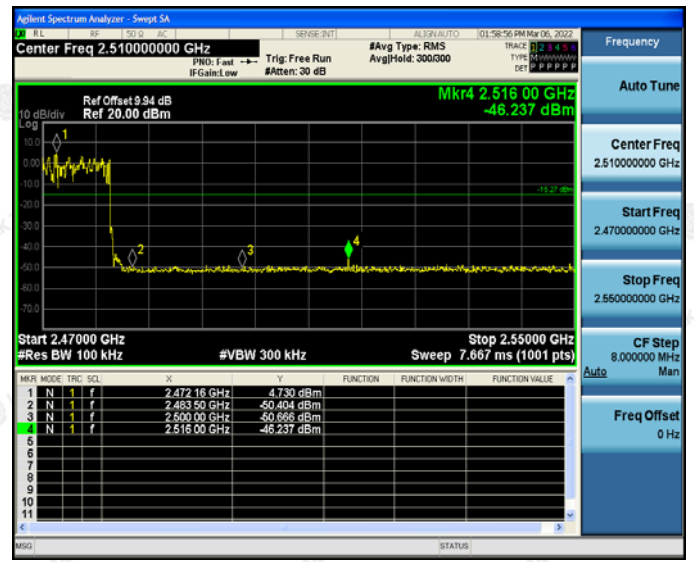 Agilent Spectrum Analyzer - Swept SA
RL RF 50 Ω AC SENSE:INT ALIGNAUTO 01:58:56 PM Mar 06, 2022
Center Freq 2.510000000 GHz #Avg Type: RMS TRACE 1 2 3 4 5 6
PNO: Fast Trig: Free Run Avg|Hold: 300/300 TYPE MWWWWW
IFGain:Low #Atten: 30 dB DET P P P P P P
Ref Offset 9.94 dB Mkr4 2.516 00 GHz
10 dB/div Ref 20.00 dBm -46.237 dBm
Log
10.0
0.00
-10.0
-20.0
-30.0
-40.0
-50.0
-60.0
-70.0
1
2
3
4
-15.27 dBm
Start 2.47000 GHz Stop 2.55000 GHz
#Res BW 100 kHz #VBW 300 kHz Sweep 7.667 ms (1001 pts)
MKR MODE TRC SCL X Y FUNCTION FUNCTION WIDTH FUNCTION VALUE
1 N 1 f 2.472 16 GHz 4.730 dBm
2 N 1 f 2.483 50 GHz -50.404 dBm
3 N 1 f 2.500 00 GHz -50.666 dBm
4 N 1 f 2.516 00 GHz -46.237 dBm
5
6
7
8
9
10
11
MSG STATUS
Frequency
Auto Tune
Center Freq
2.510000000 GHz
Start Freq
2.470000000 GHz
Stop Freq
2.550000000 GHz
CF Step
8.000000 MHz
Auto Man
Freq Offset
0 Hz